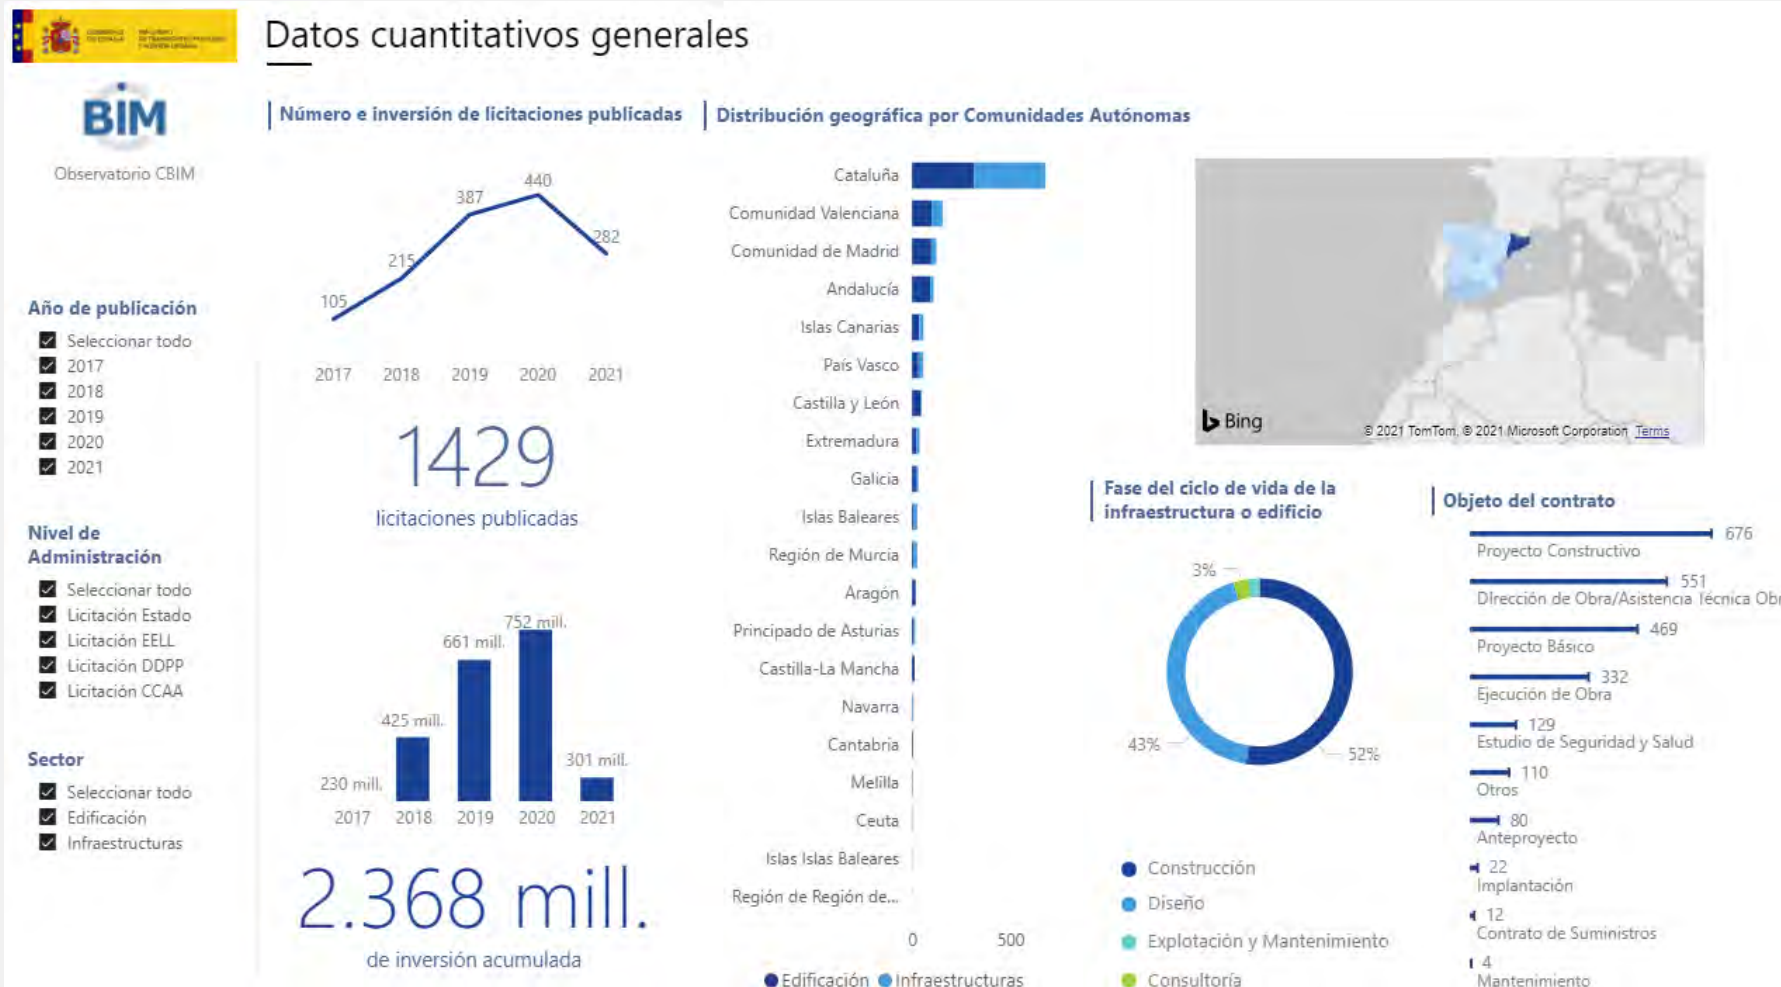 GOBIERNO DE ESPAÑA
MINISTERIO DE TRANSPORTES, MOVILIDAD Y AGENDA URBANA
Datos cuantitativos generales
BIM
Observatorio CBIM
Año de publicación
Seleccionar todo
2017
2018
2019
2020
2021
Nivel de
Administración
Seleccionar todo
Licitación Estado
Licitación EELL
Licitación DDPP
Licitación CCAA
Sector
Seleccionar todo
Edificación
Infraestructuras
Número e inversión de licitaciones publicadas
105
215
387
440
282
2017 2018 2019 2020 2021
1429
licitaciones publicadas
230 mill.
425 mill.
661 mill.
752 mill.
301 mill.
2017 2018 2019 2020 2021
2.368 mill.
de inversión acumulada
Distribución geográfica por Comunidades Autónomas
Cataluña
Comunidad Valenciana
Comunidad de Madrid
Andalucía
Islas Canarias
País Vasco
Castilla y León
Extremadura
Galicia
Islas Baleares
Región de Murcia
Aragón
Principado de Asturias
Castilla-La Mancha
Navarra
Cantabria
Melilla
Ceuta
Islas Islas Baleares
Región de Región de...
0 500
Edificación Infraestructuras
Bing
© 2021 TomTom, © 2021 Microsoft Corporation Terms
Fase del ciclo de vida de la
infraestructura o edificio
3%
43%
52%
Construcción
Diseño
Explotación y Mantenimiento
Consultoría
Objeto del contrato
676
Proyecto Constructivo
551
Dirección de Obra/Asistencia Técnica Obr
469
Proyecto Básico
332
Ejecución de Obra
129
Estudio de Seguridad y Salud
110
Otros
80
Anteproyecto
22
Implantación
12
Contrato de Suministros
4
Mantenimiento